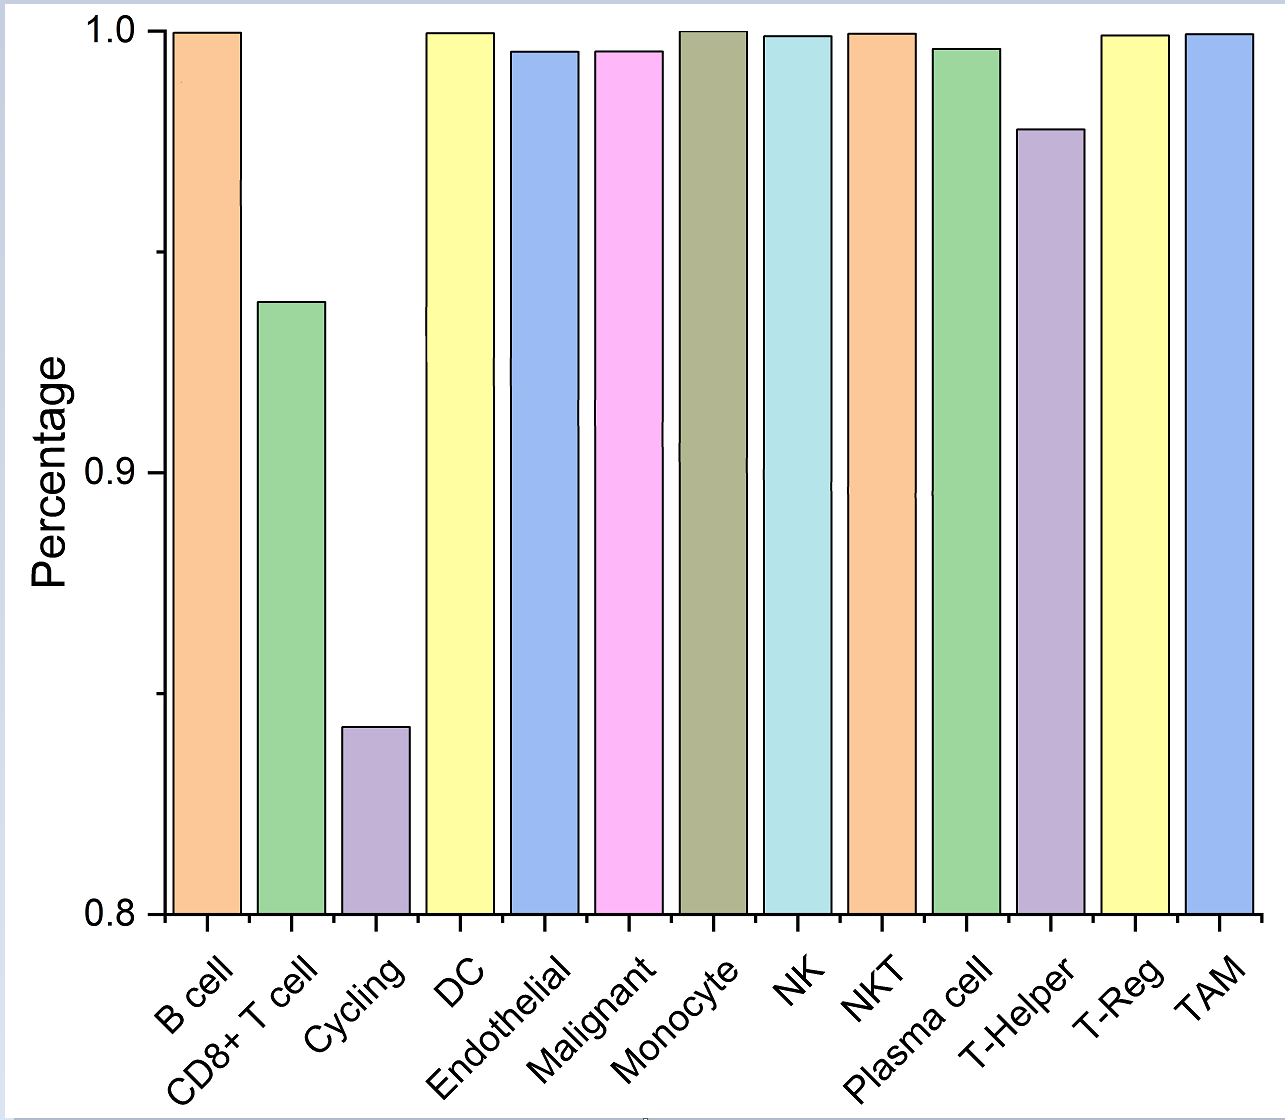 Percentage
1.0
0.9
0.8
B cell
CD8+ T cell
Cycling
DC
Endothelial
Malignant
Monocyte
NK
NKT
Plasma cell
T-Helper
T-Reg
TAM